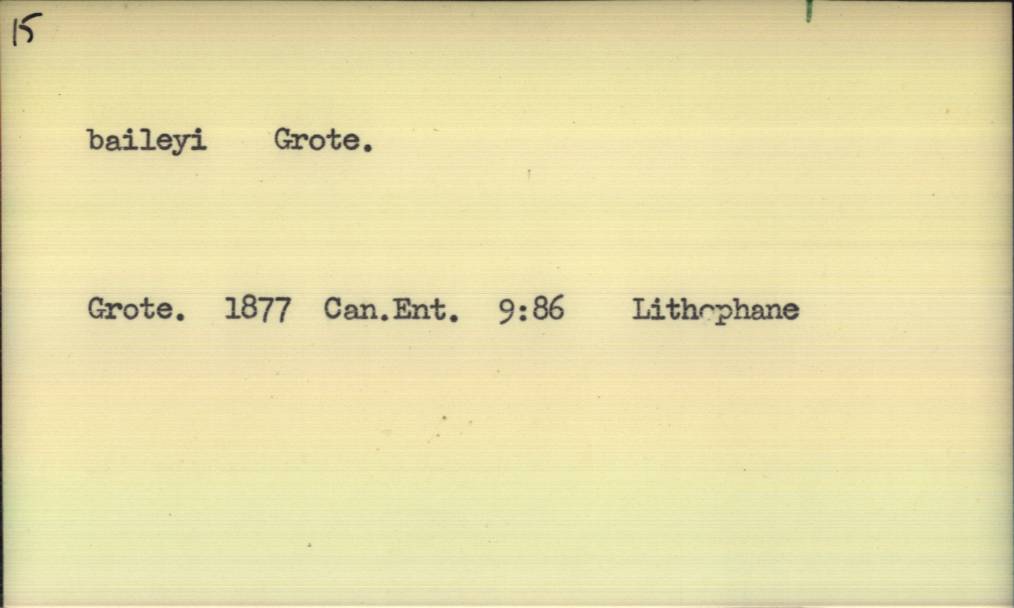 15
baileyi Grote.
Grote. 1877 Can.Ent. 9:86 Lithophane